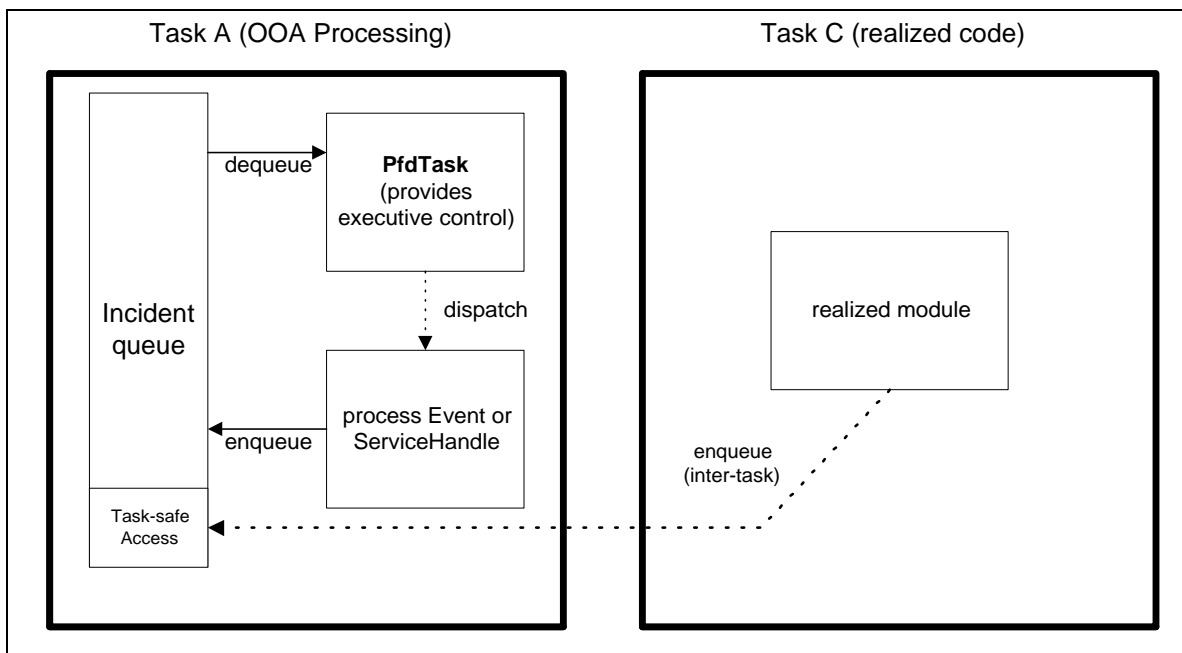 Task A (OOA Processing)
Task C (realized code)
dequeue
PfdTask
(provides
executive control)
Incident
queue
dispatch
realized module
process Event or
ServiceHandle
enqueue
enqueue
(inter-task)
Task-safe
Access